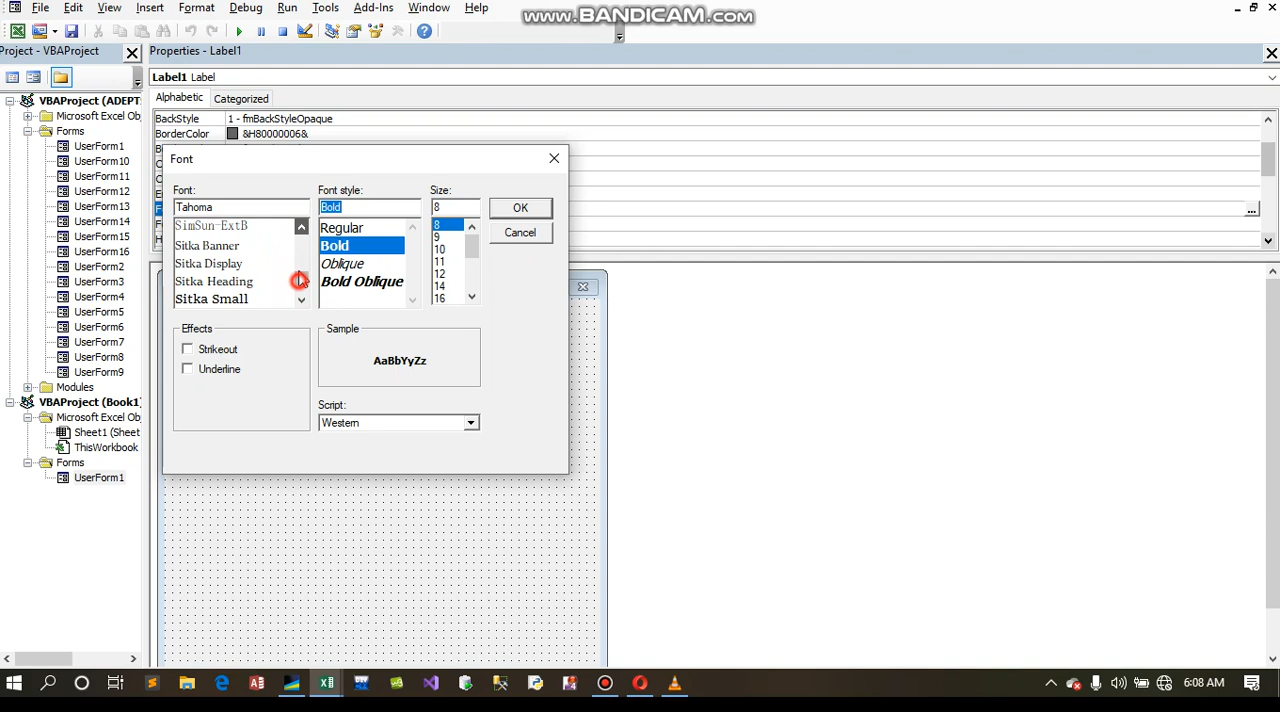 File Edit View Insert Format Debug Run Tools Add-Ins Window Help
www.BANDICAM.com
Project - VBAProject
Properties - Label1
Label1 Label
Alphabetic Categorized
VBAProject (ADEPT
Microsoft Excel Obj
Forms
UserForm1
UserForm10
UserForm11
UserForm12
UserForm13
UserForm14
UserForm15
UserForm16
UserForm2
UserForm3
UserForm4
UserForm5
UserForm6
UserForm7
UserForm8
UserForm9
Modules
VBAProject (Book1)
Microsoft Excel Obj
Sheet1 (Sheet
ThisWorkbook
Forms
UserForm1
BackStyle 1 - fmBackStyleOpaque
BorderColor &H80000006&
...
Font
Font: Font style: Size:
Tahoma Bold 8
SimSun-ExtB
Sitka Banner
Sitka Display
Sitka Heading
Sitka Small
Regular
Bold
Oblique
Bold Oblique
8
9
10
11
12
14
16
OK
Cancel
Effects
Strikeout
Underline
Sample
AaBbYyZz
Script:
Western
6:08 AM